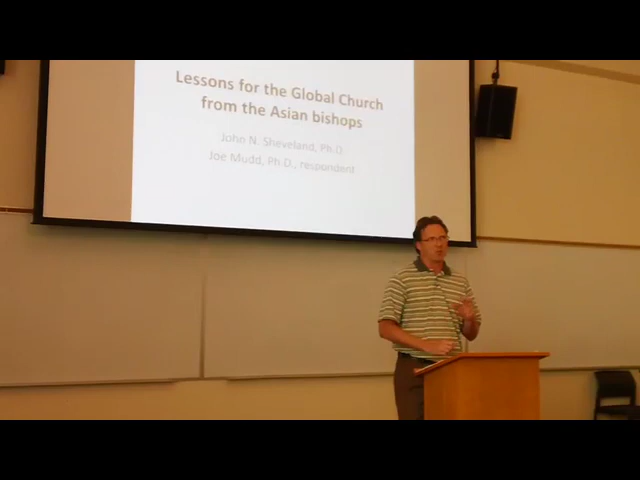 Lessons for the Global Church
from the Asian bishops
John N. Sheveland, Ph.D.
Joe Mudd, Ph.D., respondent